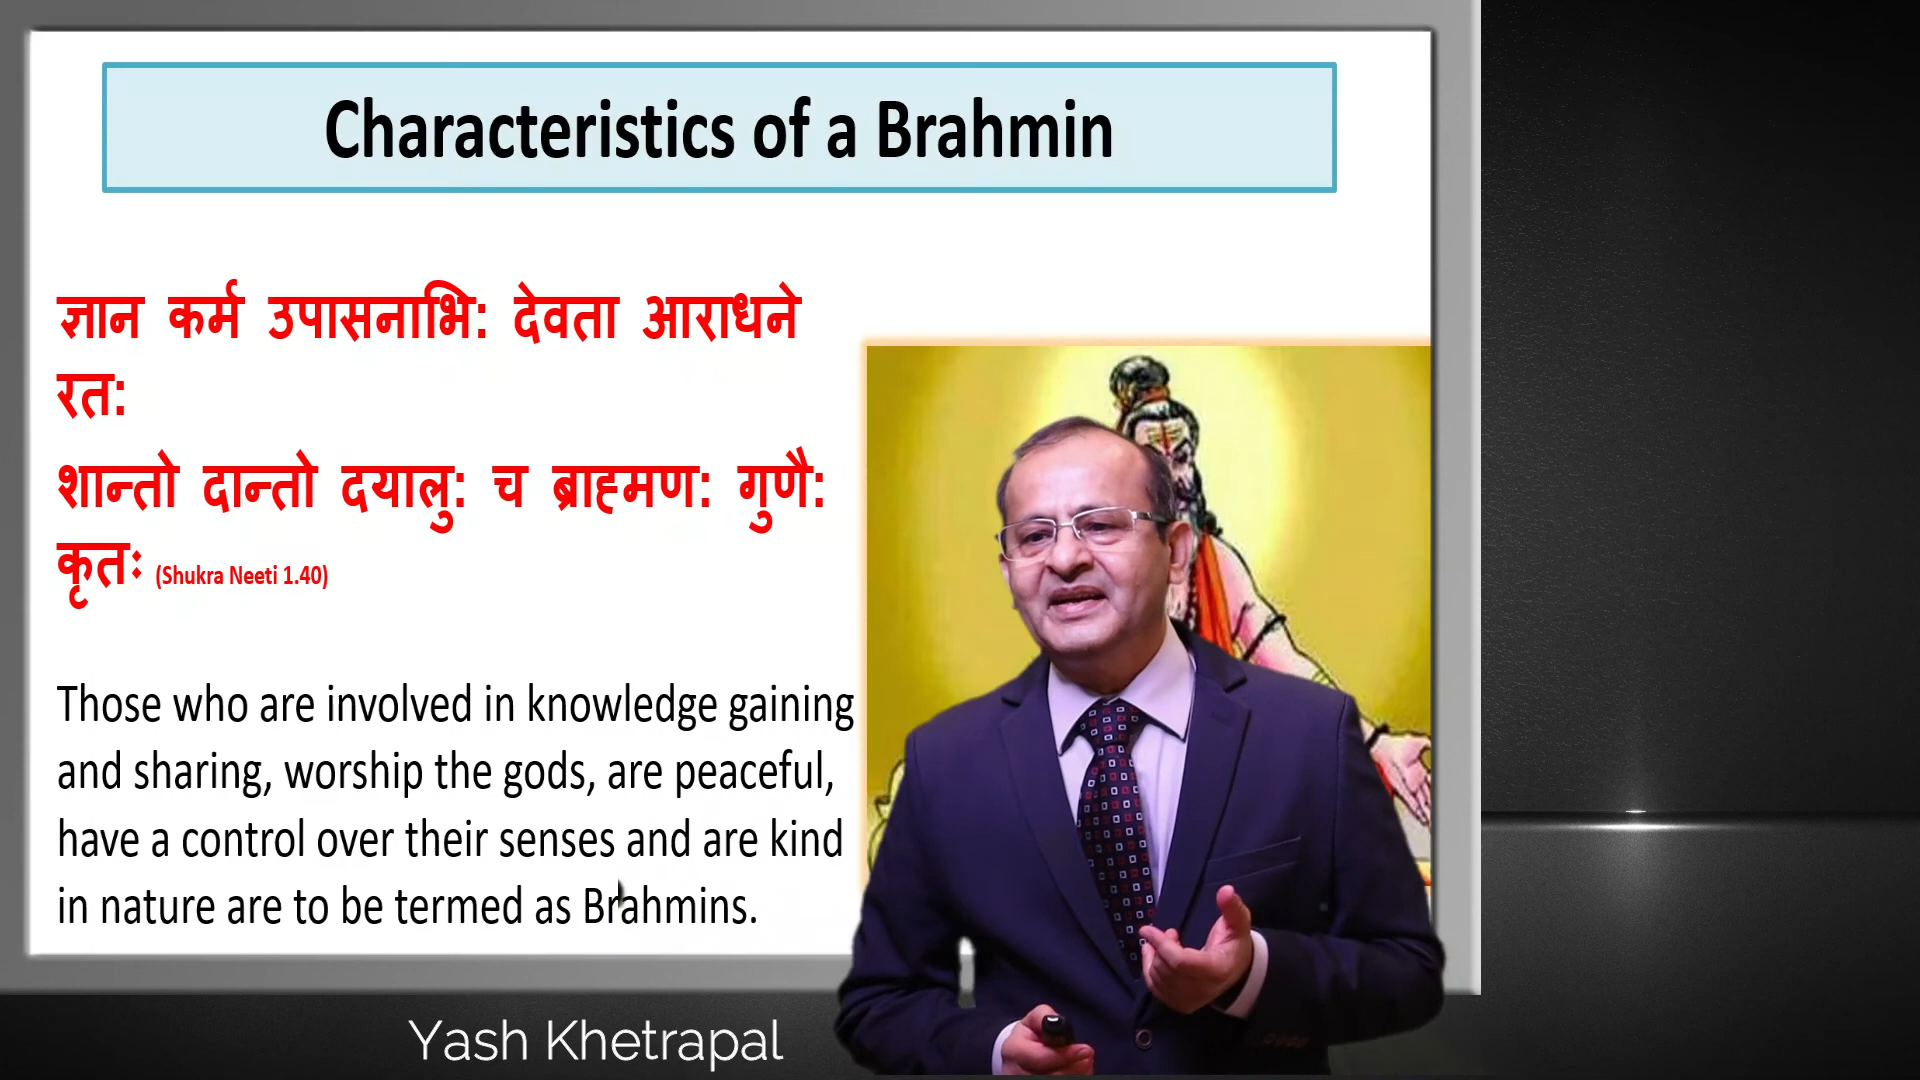 Characteristics of a Brahmin
ज्ञान कर्म उपासनाभि: देवता आराधने
रत:
शान्तो दान्तो दयालु: च ब्राह्मण: गुणै:
कृतः (Shukra Neeti 1.40)
Those who are involved in knowledge gaining
and sharing, worship the gods, are peaceful,
have a control over their senses and are kind
in nature are to be termed as Brahmins.
Yash Khetrapal